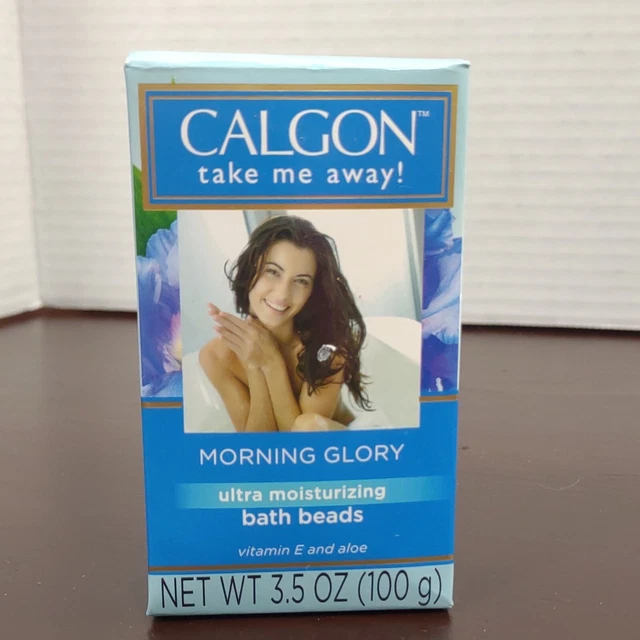 CALGON™
take me away!
MORNING GLORY
ultra moisturizing
bath beads
vitamin E and aloe
NET WT 3.5 OZ (100 g)